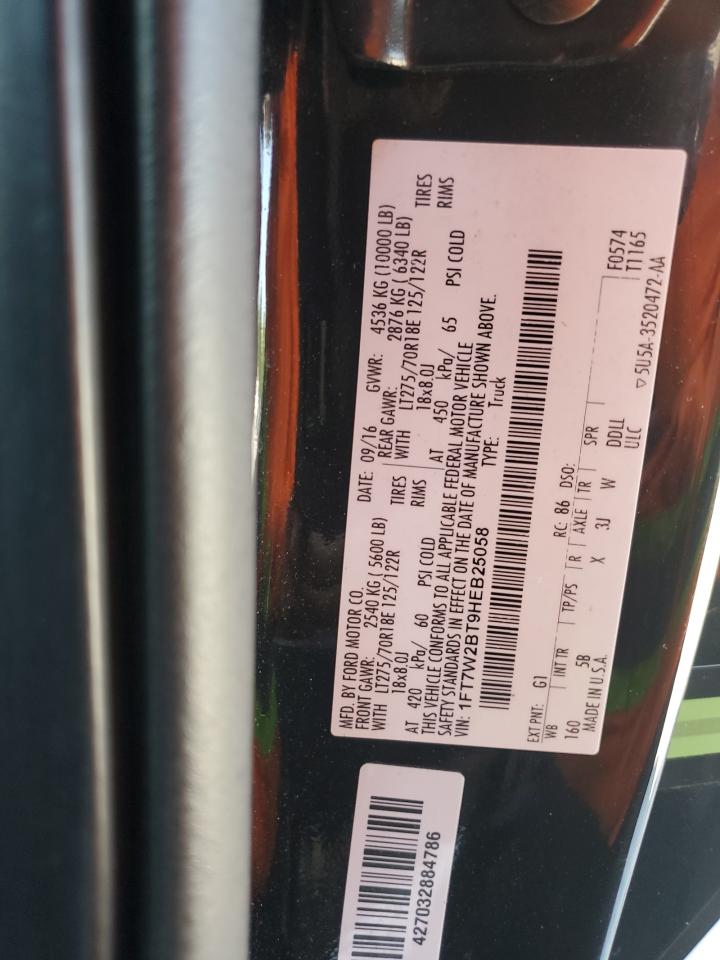 MFD. BY FORD MOTOR CO.
DATE: 09/16 GVWR: 4536 KG (10000 LB)
FRONT GAWR: 2540 KG ( 5600 LB) REAR GAWR: 2876 KG ( 6340 LB)
WITH LT275/70R18E 125/122R TIRES WITH LT275/70R18E 125/122R TIRES
18x8.0J RIMS 18x8.0J RIMS
AT 420 kPa/ 60 PSI COLD AT 450 kPa/ 65 PSI COLD
THIS VEHICLE CONFORMS TO ALL APPLICABLE FEDERAL MOTOR VEHICLE
SAFETY STANDARDS IN EFFECT ON THE DATE OF MANUFACTURE SHOWN ABOVE.
VIN: 1FT7W2BT9HEB25058 TYPE: Truck
EXT PNT: G1 RC: 86 DSO: F0574
WB INT TR TP/PS R AXLE TR SPR T1165
160 5B X 3J W DDLL
MADE IN U.S.A. ULC ▽5U5A-3520472-AA
427032884786